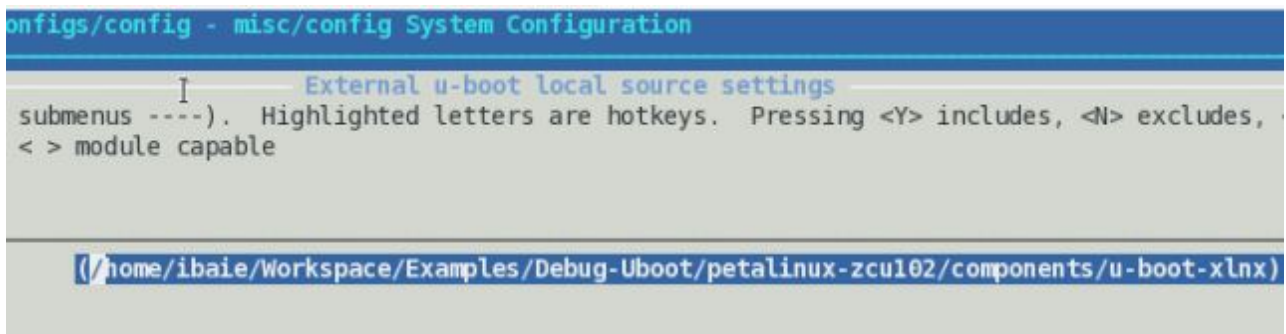 onfigs/config - misc/config System Configuration
External u-boot local source settings
submenus ----). Highlighted letters are hotkeys. Pressing <Y> includes, <N> excludes,
< > module capable
(/home/ibaie/Workspace/Examples/Debug-Uboot/petalinux-zcu102/components/u-boot-xlnx)